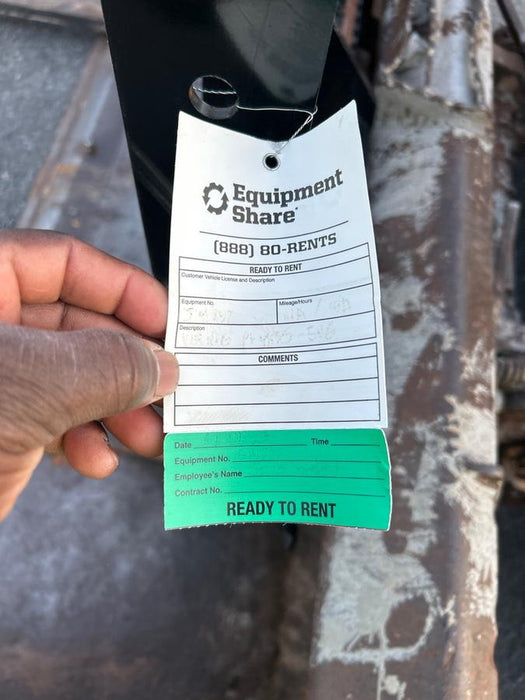 Equipment
Share
(888) 80-RENTS
READY TO RENT
Customer Vehicle License and Description
Equipment No.
Mileage/Hours
Description
COMMENTS
Date
Time
Equipment No.
Employee's Name
Contract No.
READY TO RENT